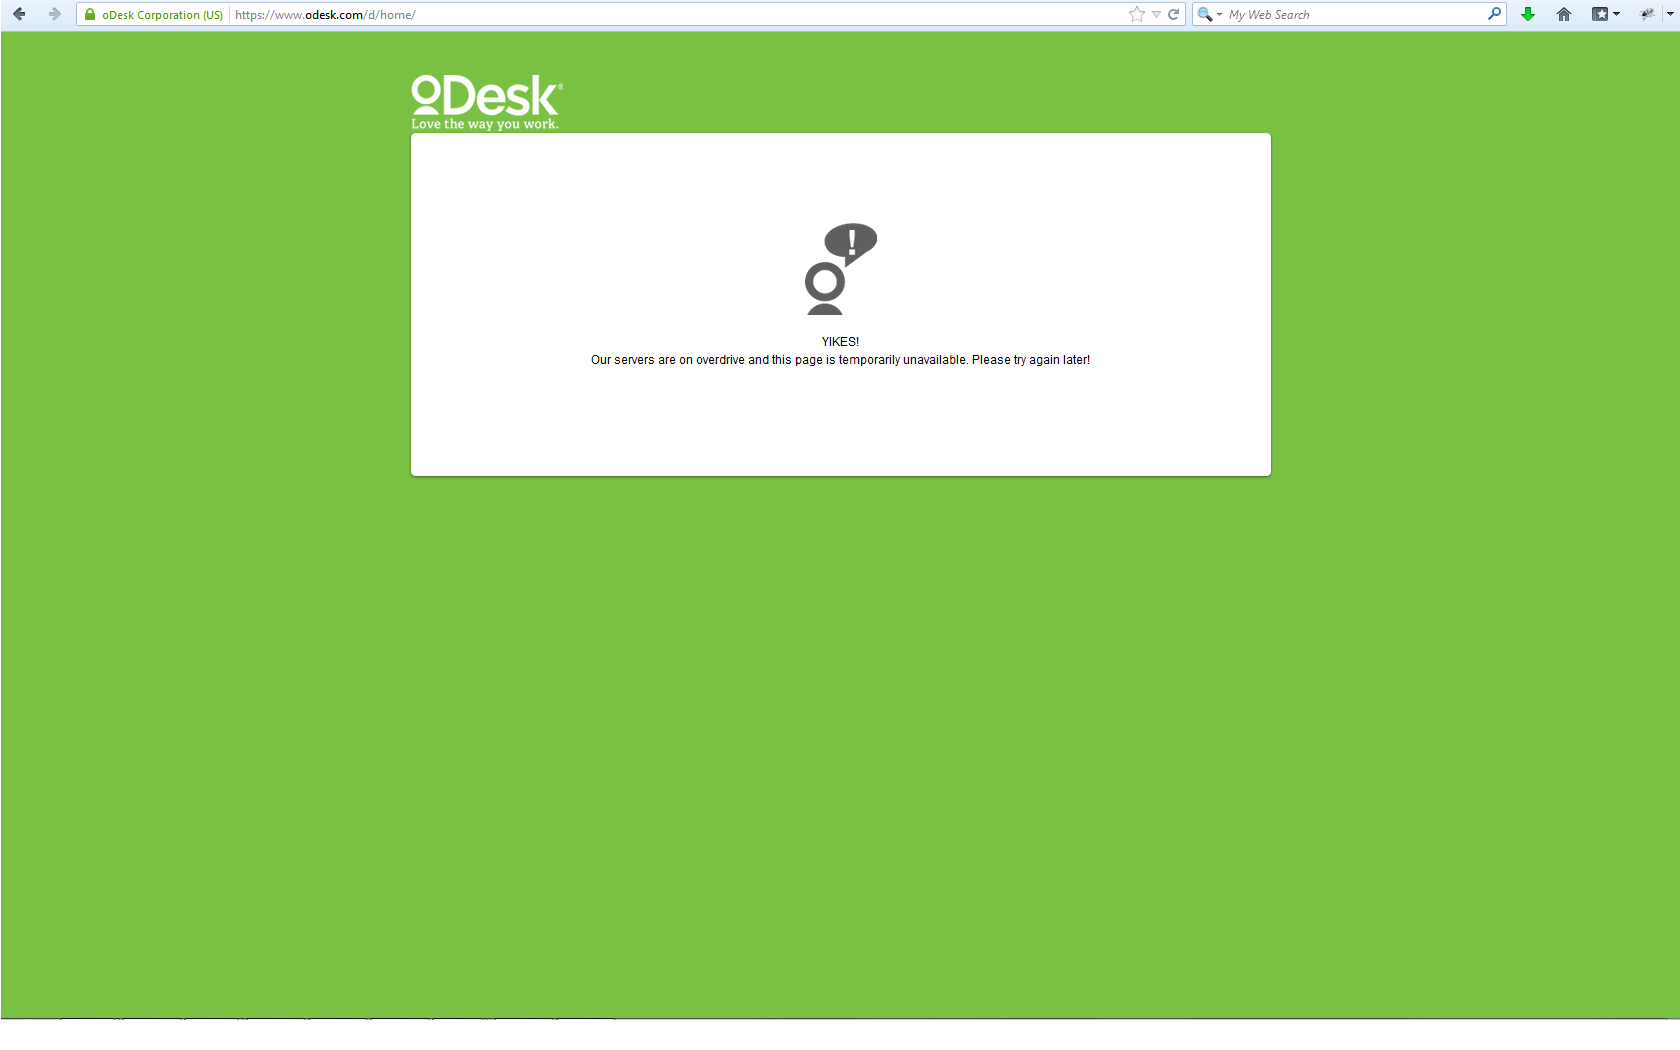 oDesk Corporation (US) https://www.odesk.com/d/home/ My Web Search
oDesk®
Love the way you work.
!
YIKES!
Our servers are on overdrive and this page is temporarily unavailable. Please try again later!